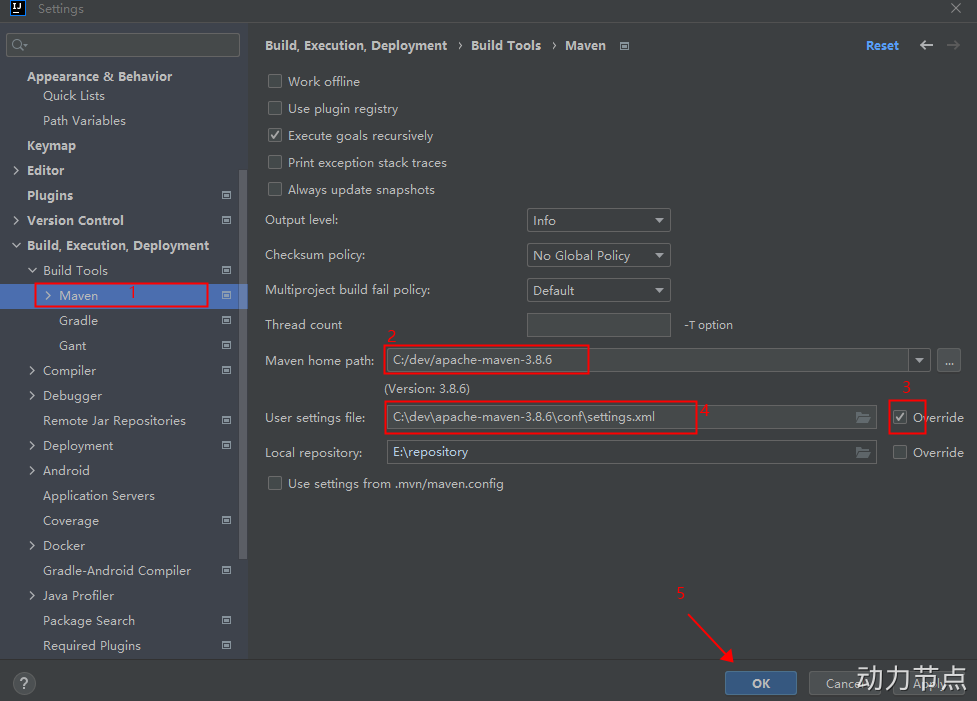 IJ
Settings
Appearance & Behavior
Quick Lists
Path Variables
Keymap
Editor
Plugins
Version Control
Build, Execution, Deployment
Build Tools
Maven 1
Gradle
Gant
Compiler
Debugger
Remote Jar Repositories
Deployment
Android
Application Servers
Coverage
Docker
Gradle-Android Compiler
Java Profiler
Package Search
Required Plugins
Build, Execution, Deployment › Build Tools › Maven
Reset
Work offline
Use plugin registry
Execute goals recursively
Print exception stack traces
Always update snapshots
Output level: Info
Checksum policy: No Global Policy
Multiproject build fail policy: Default
Thread count -T option
2
Maven home path: C:/dev/apache-maven-3.8.6 ...
(Version: 3.8.6)
3
User settings file: C:\dev\apache-maven-3.8.6\conf\settings.xml 4 Override
Local repository: E:\repository Override
Use settings from .mvn/maven.config
5
? OK Cancel Apply
动力节点